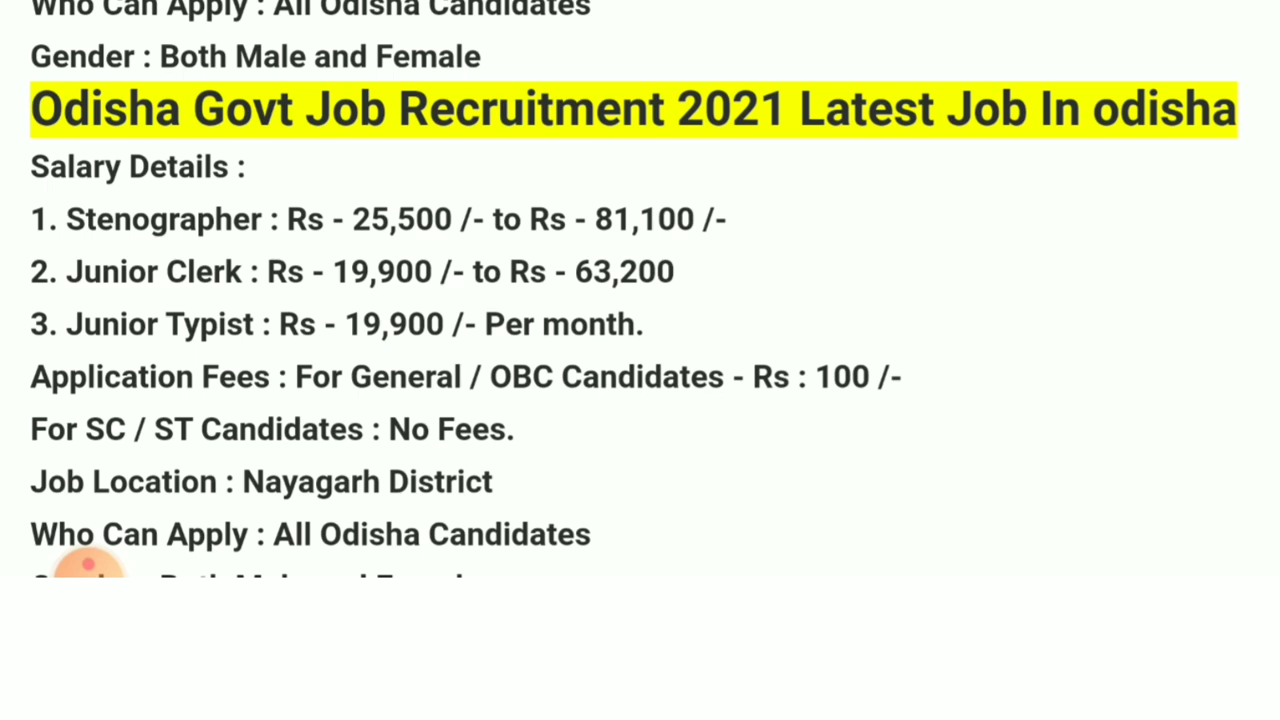 Who Can Apply : All Odisha Candidates
Gender : Both Male and Female
Odisha Govt Job Recruitment 2021 Latest Job In odisha
Salary Details :
1. Stenographer : Rs - 25,500 /- to Rs - 81,100 /-
2. Junior Clerk : Rs - 19,900 /- to Rs - 63,200
3. Junior Typist : Rs - 19,900 /- Per month.
Application Fees : For General / OBC Candidates - Rs : 100 /-
For SC / ST Candidates : No Fees.
Job Location : Nayagarh District
Who Can Apply : All Odisha Candidates